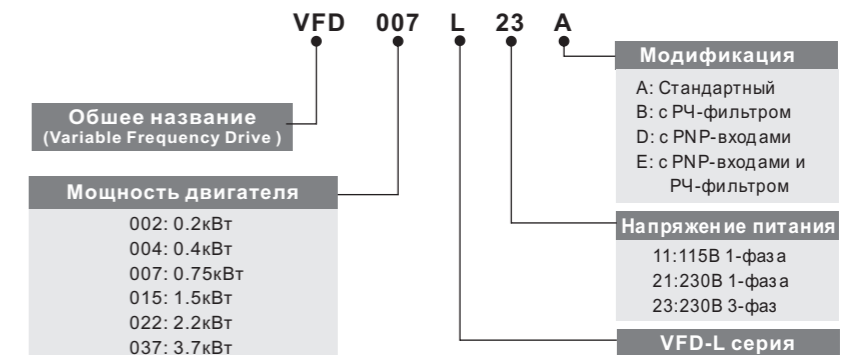 VFD 007 L 23 A
Обшее название
(Variable Frequency Drive )
Мощность двигателя
002: 0.2кВт
004: 0.4кВт
007: 0.75кВт
015: 1.5кВт
022: 2.2кВт
037: 3.7кВт
Модификация
A: Стандартный
B: с РЧ-фильтром
D: с PNP-входами
E: с PNP-входами и
РЧ-фильтром
Напряжение питания
11:115В 1-фаза
21:230В 1-фаза
23:230В 3-фаз
VFD-L серия